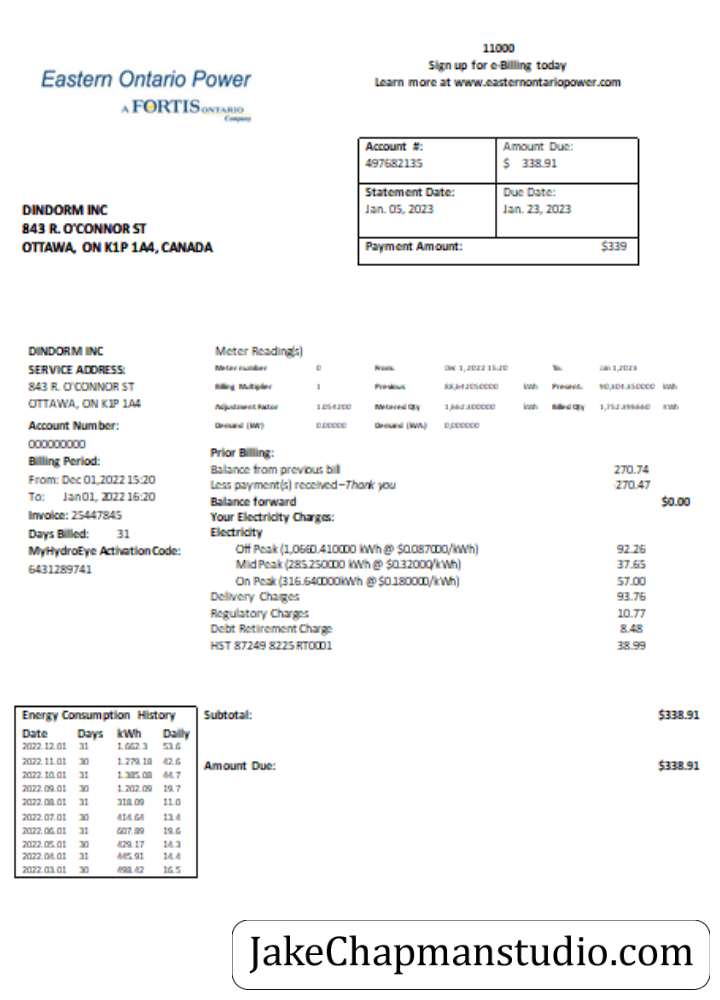 11000
Sign up for e-Billing today
Learn more at www.easternontariopower.com
Eastern Ontario Power
A FORTIS ONTARIO
Company
Account #: Amount Due:
497682135 $ 338.91
Statement Date: Due Date:
Jan. 05, 2023 Jan. 23, 2023
Payment Amount: $339
DINDORM INC
843 R. O'CONNOR ST
OTTAWA, ON K1P 1A4, CANADA
DINDORM INC
SERVICE ADDRESS:
843 R. O'CONNOR ST
OTTAWA, ON K1P 1A4
Account Number:
000000000
Billing Period:
From: Dec 01,2022 15:20
To: Jan 01, 2022 16:20
Invoice: 25447845
Days Billed: 31
MyHydroEye Activation Code:
6431289741
Meter Reading(s)
Meter number 0 From: Dec 1, 2022 15:20 To: Jan 1, 2023
Billing Multiplier 1 Previous kWh Present: kWh
Adjustment Factor 1.054200 Metered Qty kWh Billed Qty kWh
Demand (kW) 0.00000 Demand (kVA) 0,000000
Prior Billing:
Balance from previous bill 270.74
Less payment(s) received–Thank you -270.47
Balance forward $0.00
Your Electricity Charges:
Electricity
Off Peak (1,0660.410000 kWh @ $0.087000/kWh) 92.26
Mid Peak (285.250000 kWh @ $0.32000/kWh) 37.65
On Peak (316.640000kWh @ $0.180000/kWh) 57.00
Delivery Charges 93.76
Regulatory Charges 10.77
Debt Retirement Charge 8.48
HST 87249 8225 RT0001 38.99
Subtotal: $338.91
Amount Due: $338.91
Energy Consumption History
Date Days kWh Daily
2022.12.01 31 1.662.3 53.6
2022.11.01 30 1.279.18 42.6
2022.10.01 31 1.385.08 44.7
2022.09.01 30 1.202.09 19.7
2022.08.01 31 318.09 11.0
2022.07.01 30 414.64 13.4
2022.06.01 31 607.89 19.6
2022.05.01 30 429.17 14.3
2022.04.01 31 445.91 14.4
2022.03.01 30 498.42 16.5
JakeChapmanstudio.com